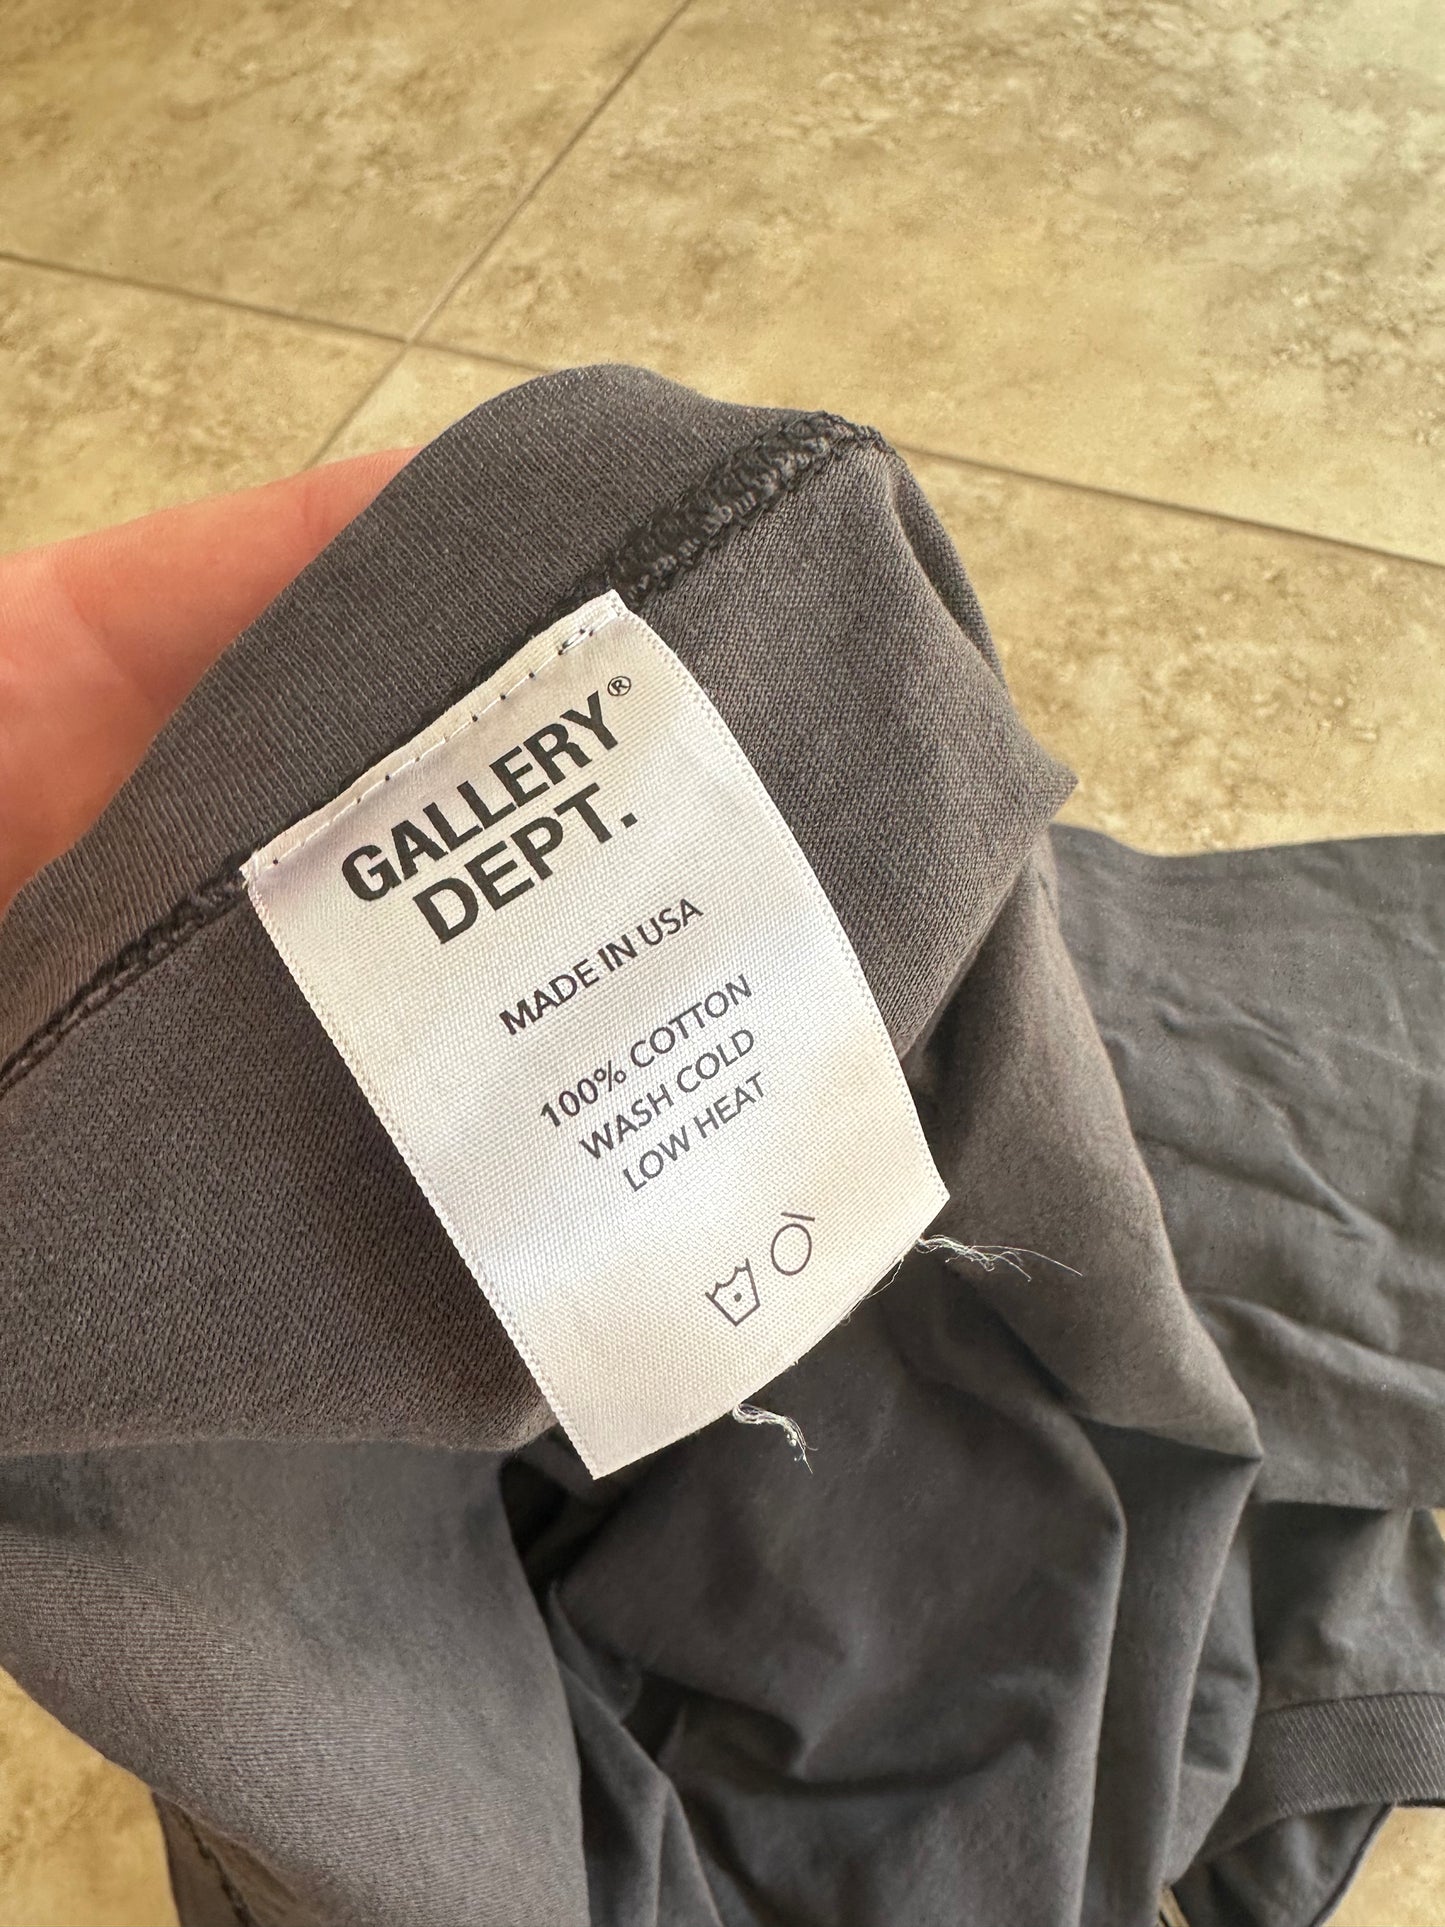 GALLERY®
DEPT.
MADE IN USA
100% COTTON
WASH COLD
LOW HEAT